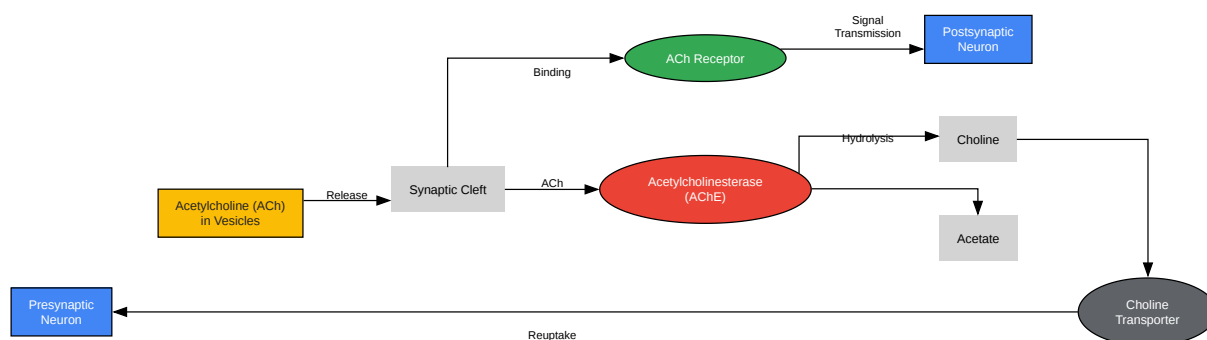 Signal
Transmission
Postsynaptic
Neuron
ACh Receptor
Binding
Hydrolysis
Choline
Acetylcholinesterase
(AChE)
ACh
Synaptic Cleft
Release
Acetylcholine (ACh)
in Vesicles
Acetate
Presynaptic
Neuron
Choline
Transporter
Reuptake